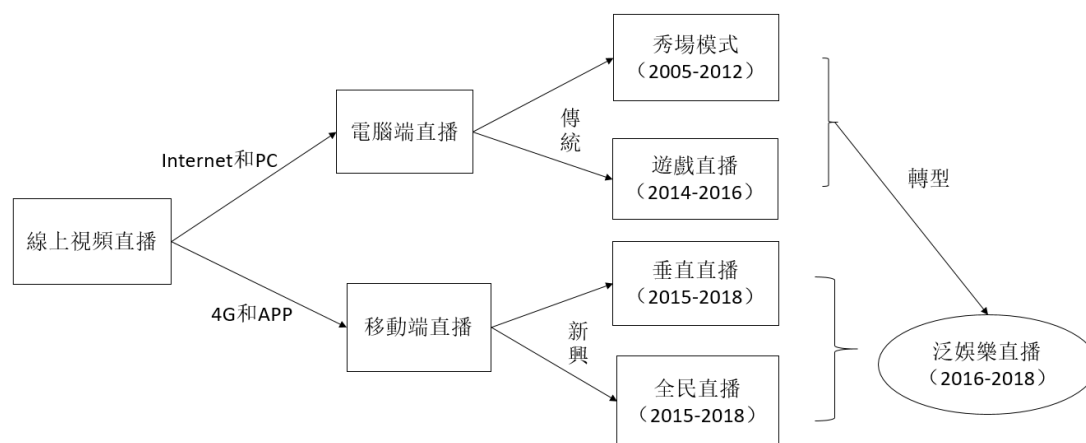 線上視頻直播
Internet和PC
4G和APP
電腦端直播
移動端直播
傳
統
新
興
秀場模式
（2005-2012）
遊戲直播
（2014-2016）
垂直直播
（2015-2018）
全民直播
（2015-2018）
轉型
泛娛樂直播
（2016-2018）